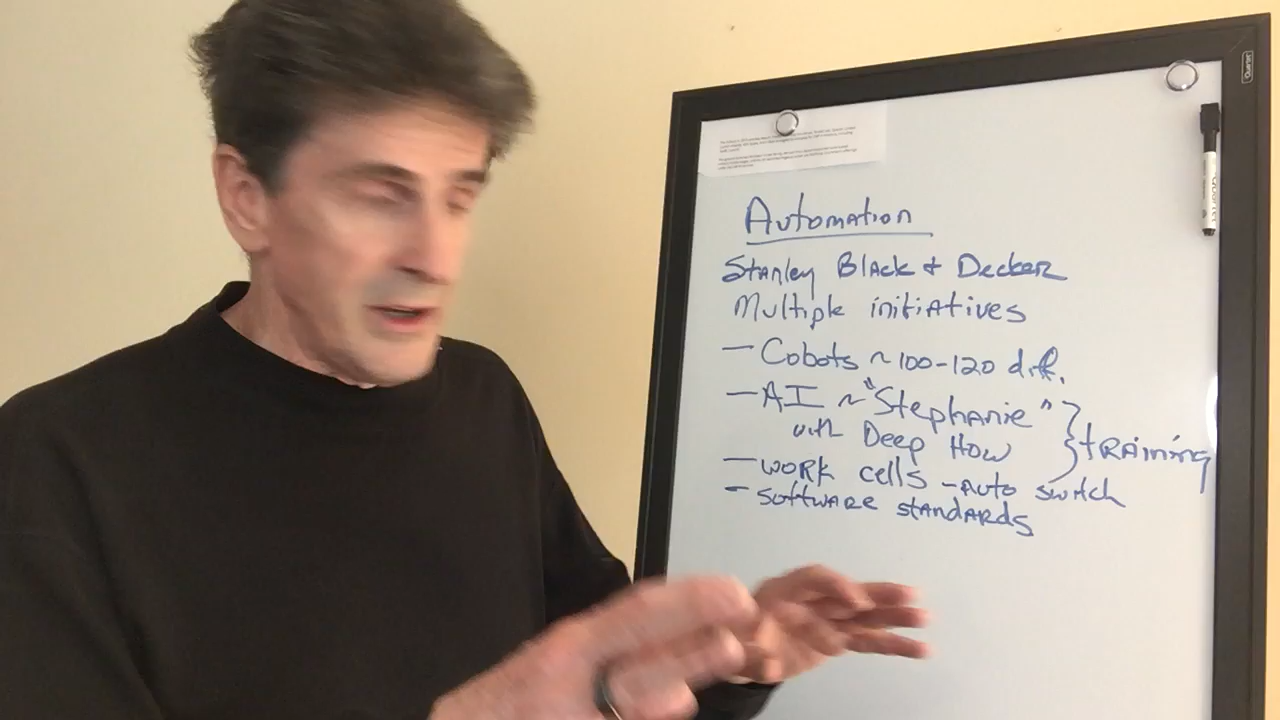 Quartet
Automation
Stanley Black + Decker
Multiple initiatives
- Cobots ~ 100-120 diff.
- AI ~ "Stephanie"
with Deep How } training
- work cells - auto switch
- software standards